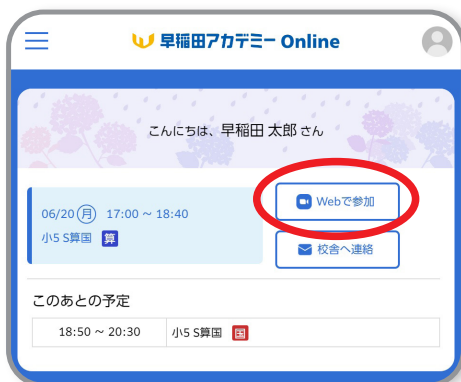 早稲田アカデミー Online
こんにちは、早稲田 太郎 さん
06/20 月 17:00 ~ 18:40
小5 S算国 算
Webで参加
校舎へ連絡
このあとの予定
18:50 ~ 20:30 小5 S算国 国